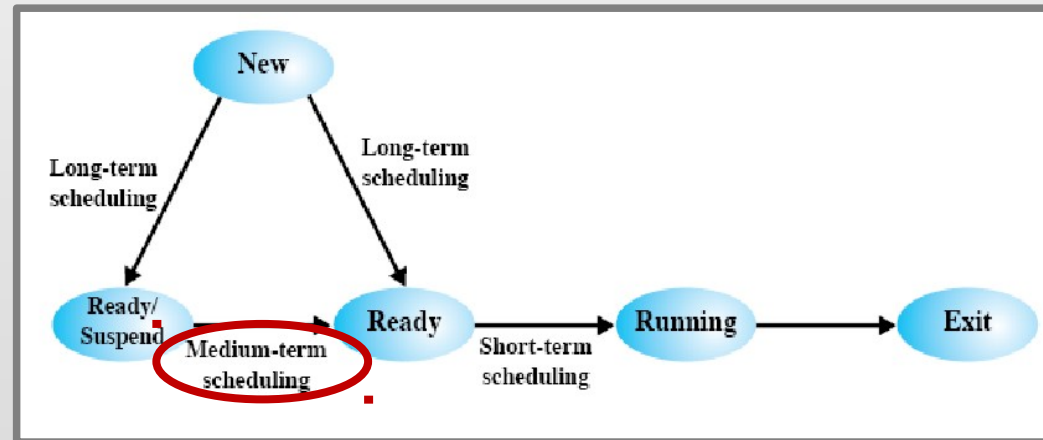 New
Long-term
scheduling
Long-term
scheduling
Ready/
Suspend
Medium-term
scheduling
Ready
Short-term
scheduling
Running
Exit